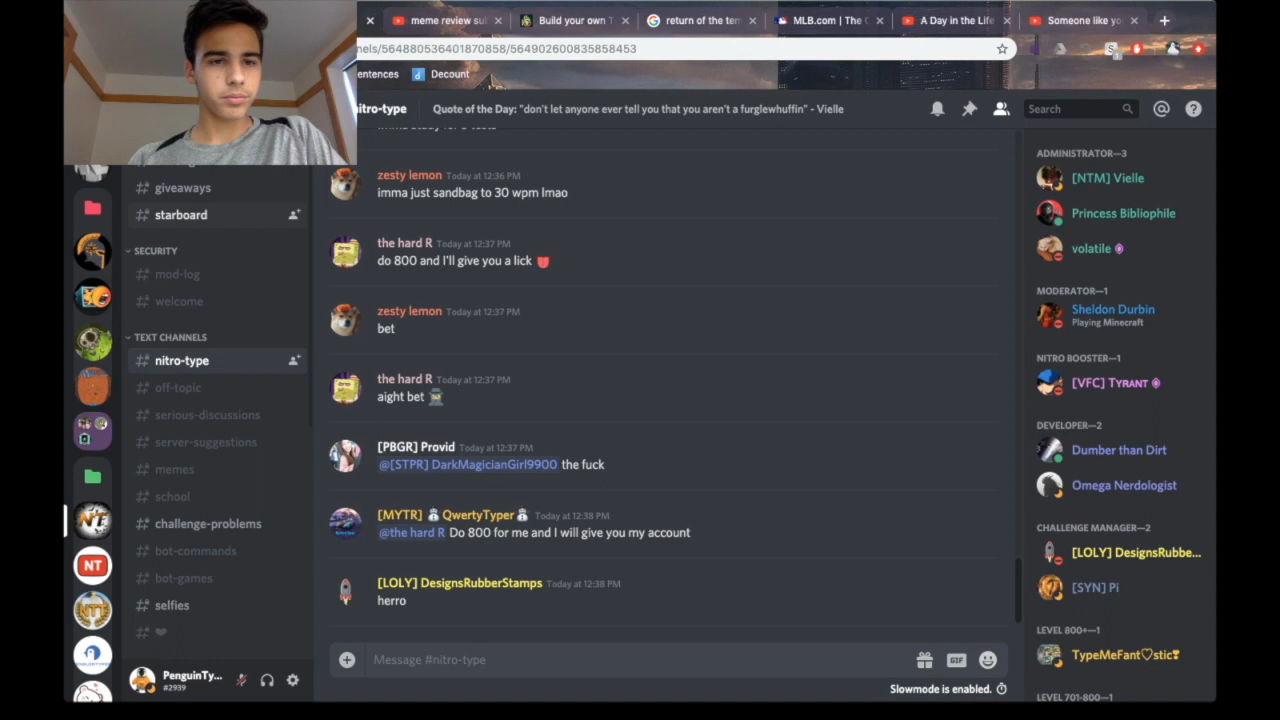 meme review sul
Build your own T
return of the tem
MLB.com | The O
A Day in the Life
Someone like yo
nels/564880536401870858/564902600835858453
entences
Decount
nitro-type
Quote of the Day: "don't let anyone ever tell you that you aren't a furglewhuffin" - Vielle
Search
giveaways
starboard
SECURITY
mod-log
welcome
TEXT CHANNELS
nitro-type
off-topic
serious-discussions
server-suggestions
memes
school
challenge-problems
bot-commands
bot-games
selfies
NT
NT
NTT
PenguinTy...
#2939
zesty lemon Today at 12:36 PM
imma just sandbag to 30 wpm lmao
the hard R Today at 12:37 PM
do 800 and I'll give you a lick 👅
zesty lemon Today at 12:37 PM
bet
the hard R Today at 12:37 PM
aight bet
[PBGR] Provid Today at 12:37 PM
@[STPR] DarkMagicianGirl9900 the fuck
[MYTR] QwertyTyper Today at 12:38 PM
@the hard R Do 800 for me and I will give you my account
[LOLY] DesignsRubberStamps Today at 12:38 PM
herro
Message #nitro-type
GIF
Slowmode is enabled.
ADMINISTRATOR—3
[NTM] Vielle
Princess Bibliophile
volatile
MODERATOR—1
Sheldon Durbin
Playing Minecraft
NITRO BOOSTER—1
[VFC] Tyrant
DEVELOPER—2
Dumber than Dirt
Omega Nerdologist
CHALLENGE MANAGER—2
[LOLY] DesignsRubbe...
[SYN] Pi
LEVEL 800+—1
TypeMeFant♡stic❣
LEVEL 701-800—1